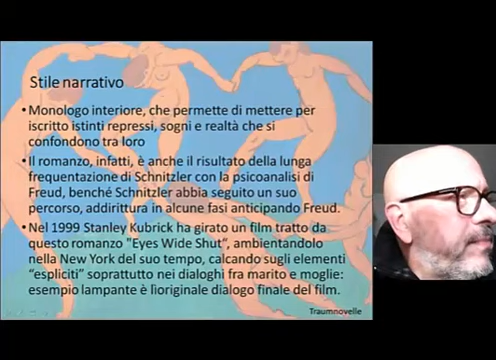 Stile narrativo
• Monologo interiore, che permette di mettere per
iscritto istinti repressi, sogni e realtà che si
confondono tra loro
• Il romanzo, infatti, è anche il risultato della lunga
frequentazione di Schnitzler con la psicoanalisi di
Freud, benché Schnitzler abbia seguito un suo
percorso, addirittura in alcune fasi anticipando Freud.
• Nel 1999 Stanley Kubrick ha girato un film tratto da
questo romanzo "Eyes Wide Shut", ambientandolo
nella New York del suo tempo, calcando sugli elementi
"espliciti" soprattutto nei dialoghi fra marito e moglie:
esempio lampante è lioriginale dialogo finale del film.
Traumnovelle